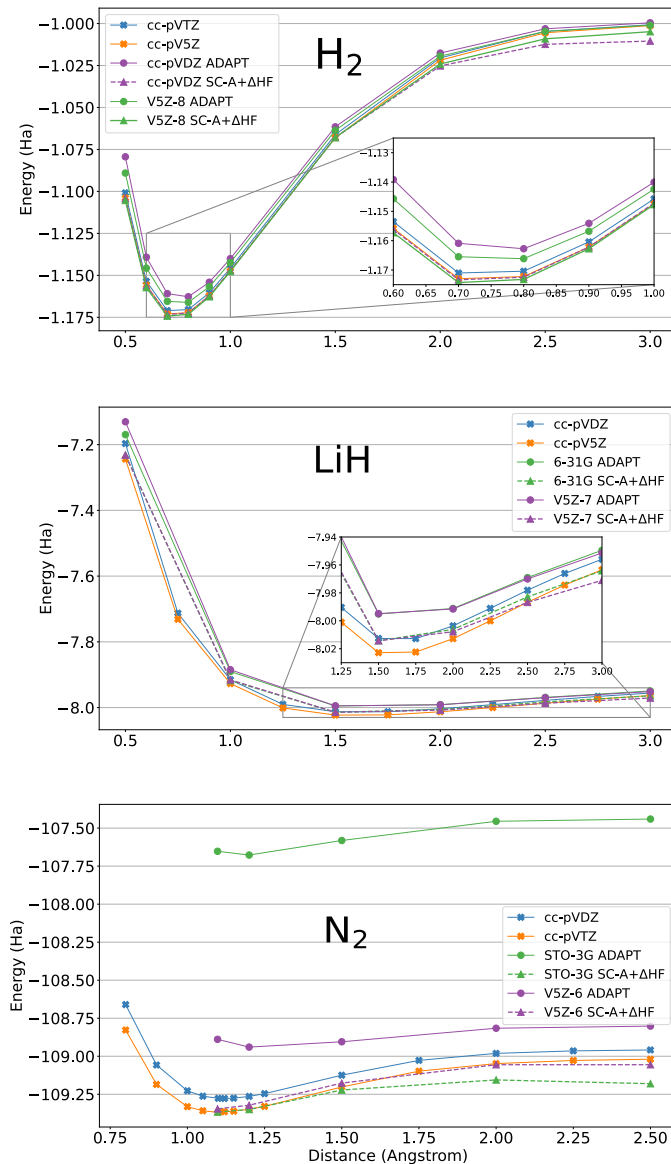 −1.000
−1.025
−1.050
−1.075
−1.100
−1.125
−1.150
−1.175
Energy (Ha)
H₂
cc-pVTZ
cc-pV5Z
cc-pVDZ ADAPT
cc-pVDZ SC-A+ΔHF
V5Z-8 ADAPT
V5Z-8 SC-A+ΔHF
−1.13
−1.14
−1.15
−1.16
−1.17
0.60 0.65 0.70 0.75 0.80 0.85 0.90 0.95 1.00
0.5 1.0 1.5 2.0 2.5 3.0
−7.2
−7.4
−7.6
−7.8
−8.0
Energy (Ha)
LiH
cc-pVDZ
cc-pV5Z
6-31G ADAPT
6-31G SC-A+ΔHF
V5Z-7 ADAPT
V5Z-7 SC-A+ΔHF
−7.94
−7.96
−7.98
−8.00
−8.02
1.25 1.50 1.75 2.00 2.25 2.50 2.75 3.00
0.5 1.0 1.5 2.0 2.5 3.0
−107.50
−107.75
−108.00
−108.25
−108.50
−108.75
−109.00
−109.25
Energy (Ha)
N₂
cc-pVDZ
cc-pVTZ
STO-3G ADAPT
STO-3G SC-A+ΔHF
V5Z-6 ADAPT
V5Z-6 SC-A+ΔHF
0.75 1.00 1.25 1.50 1.75 2.00 2.25 2.50
Distance (Angstrom)